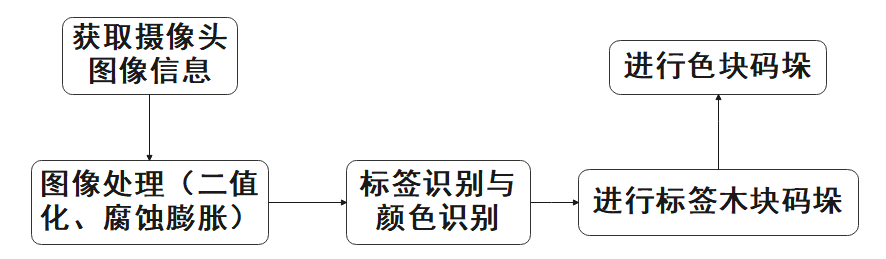 获取摄像头
图像信息
图像处理（二值
化、腐蚀膨胀）
标签识别与
颜色识别
进行标签木块码垛
进行色块码垛